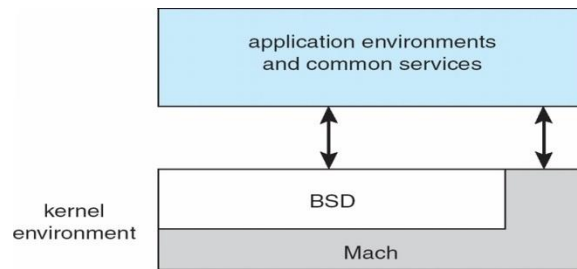 application environments
and common services
BSD
kernel
environment
Mach